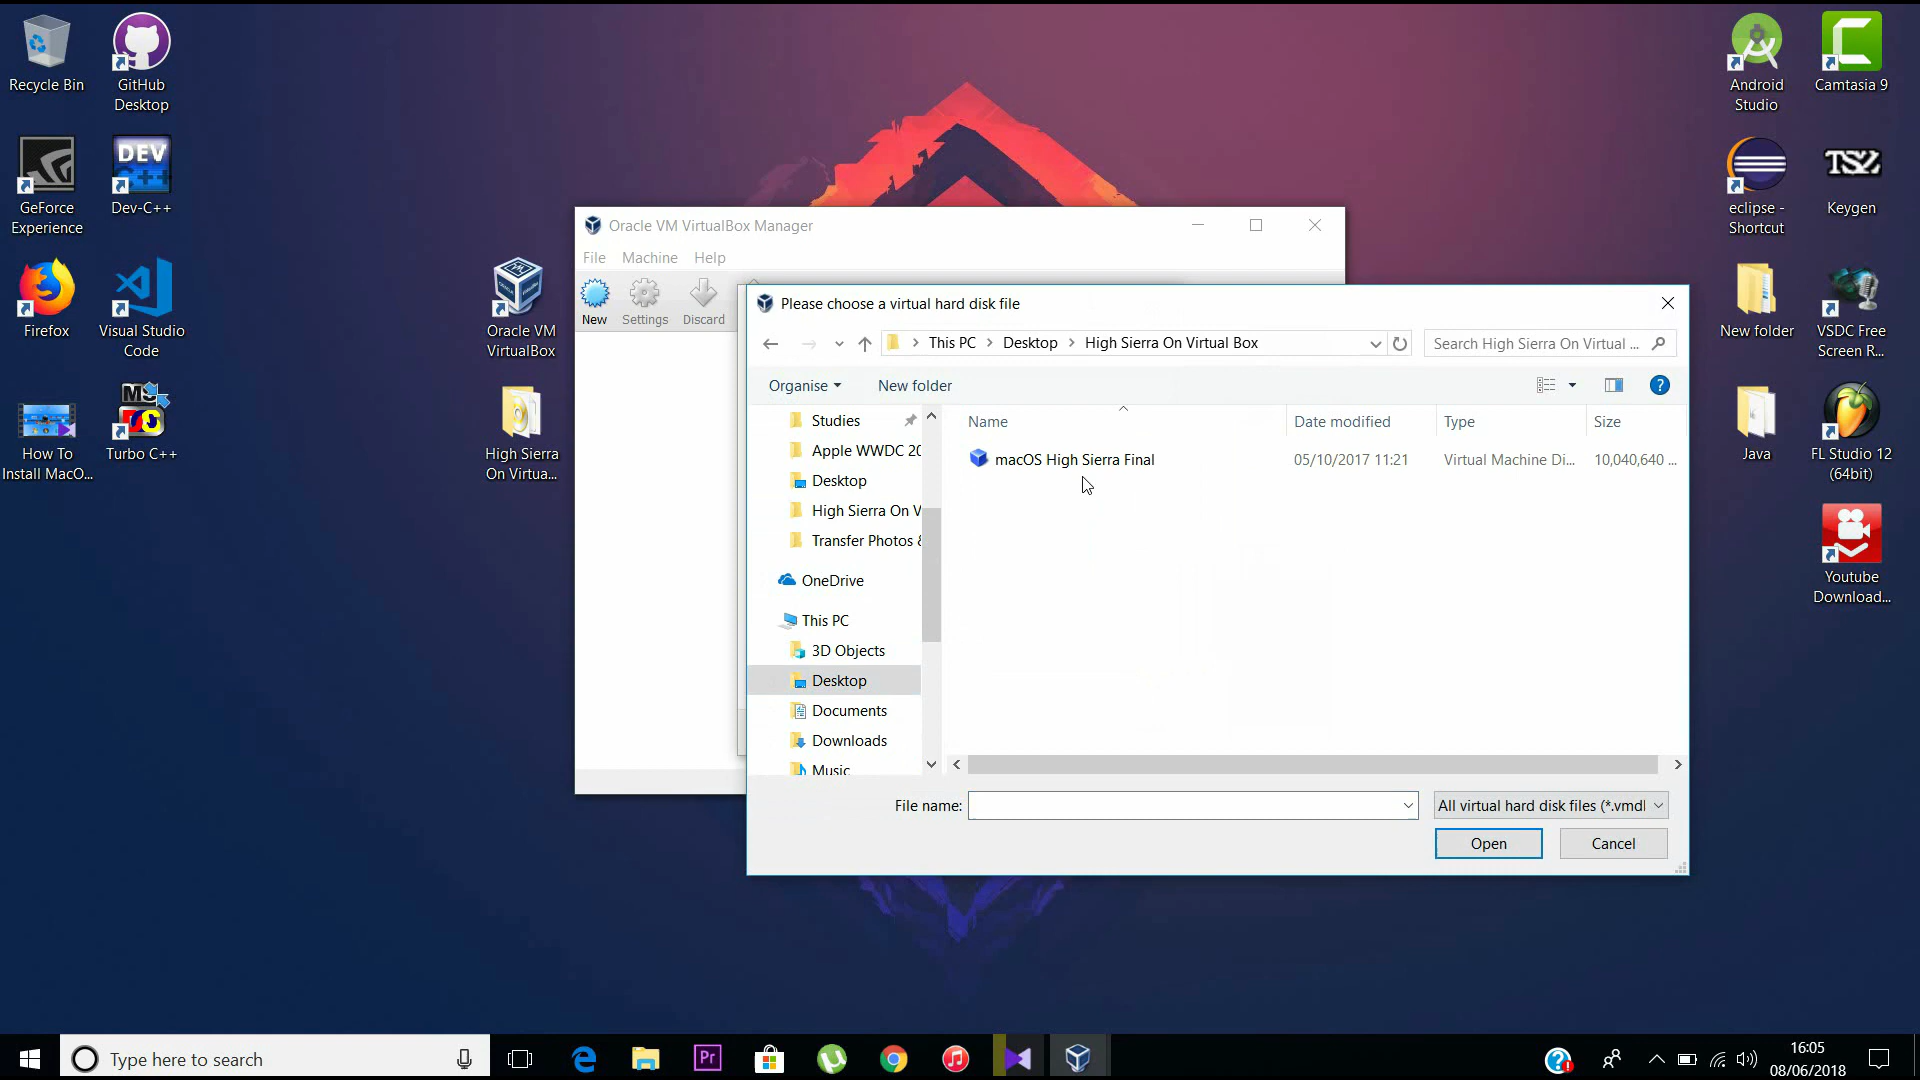 Recycle Bin
GitHub
Desktop
GeForce
Experience
DEV
C++
Dev-C++
Firefox
Visual Studio
Code
How To
Install MacO...
Turbo C++
Oracle VM
VirtualBox
High Sierra
On Virtua...
Android
Studio
Camtasia 9
eclipse -
Shortcut
TSZ
Keygen
New folder
VSDC Free
Screen R...
Java
FL Studio 12
(64bit)
Youtube
Download...
Oracle VM VirtualBox Manager
File Machine Help
New Settings Discard
Please choose a virtual hard disk file
This PC Desktop High Sierra On Virtual Box
Search High Sierra On Virtual ...
Organise New folder
Name Date modified Type Size
macOS High Sierra Final 05/10/2017 11:21 Virtual Machine Di... 10,040,640 ...
Studies
Apple WWDC 20
Desktop
High Sierra On V
Transfer Photos &
OneDrive
This PC
3D Objects
Desktop
Documents
Downloads
Music
File name:
All virtual hard disk files (*.vmdl
Open Cancel
Type here to search
Pr
16:05
08/06/2018